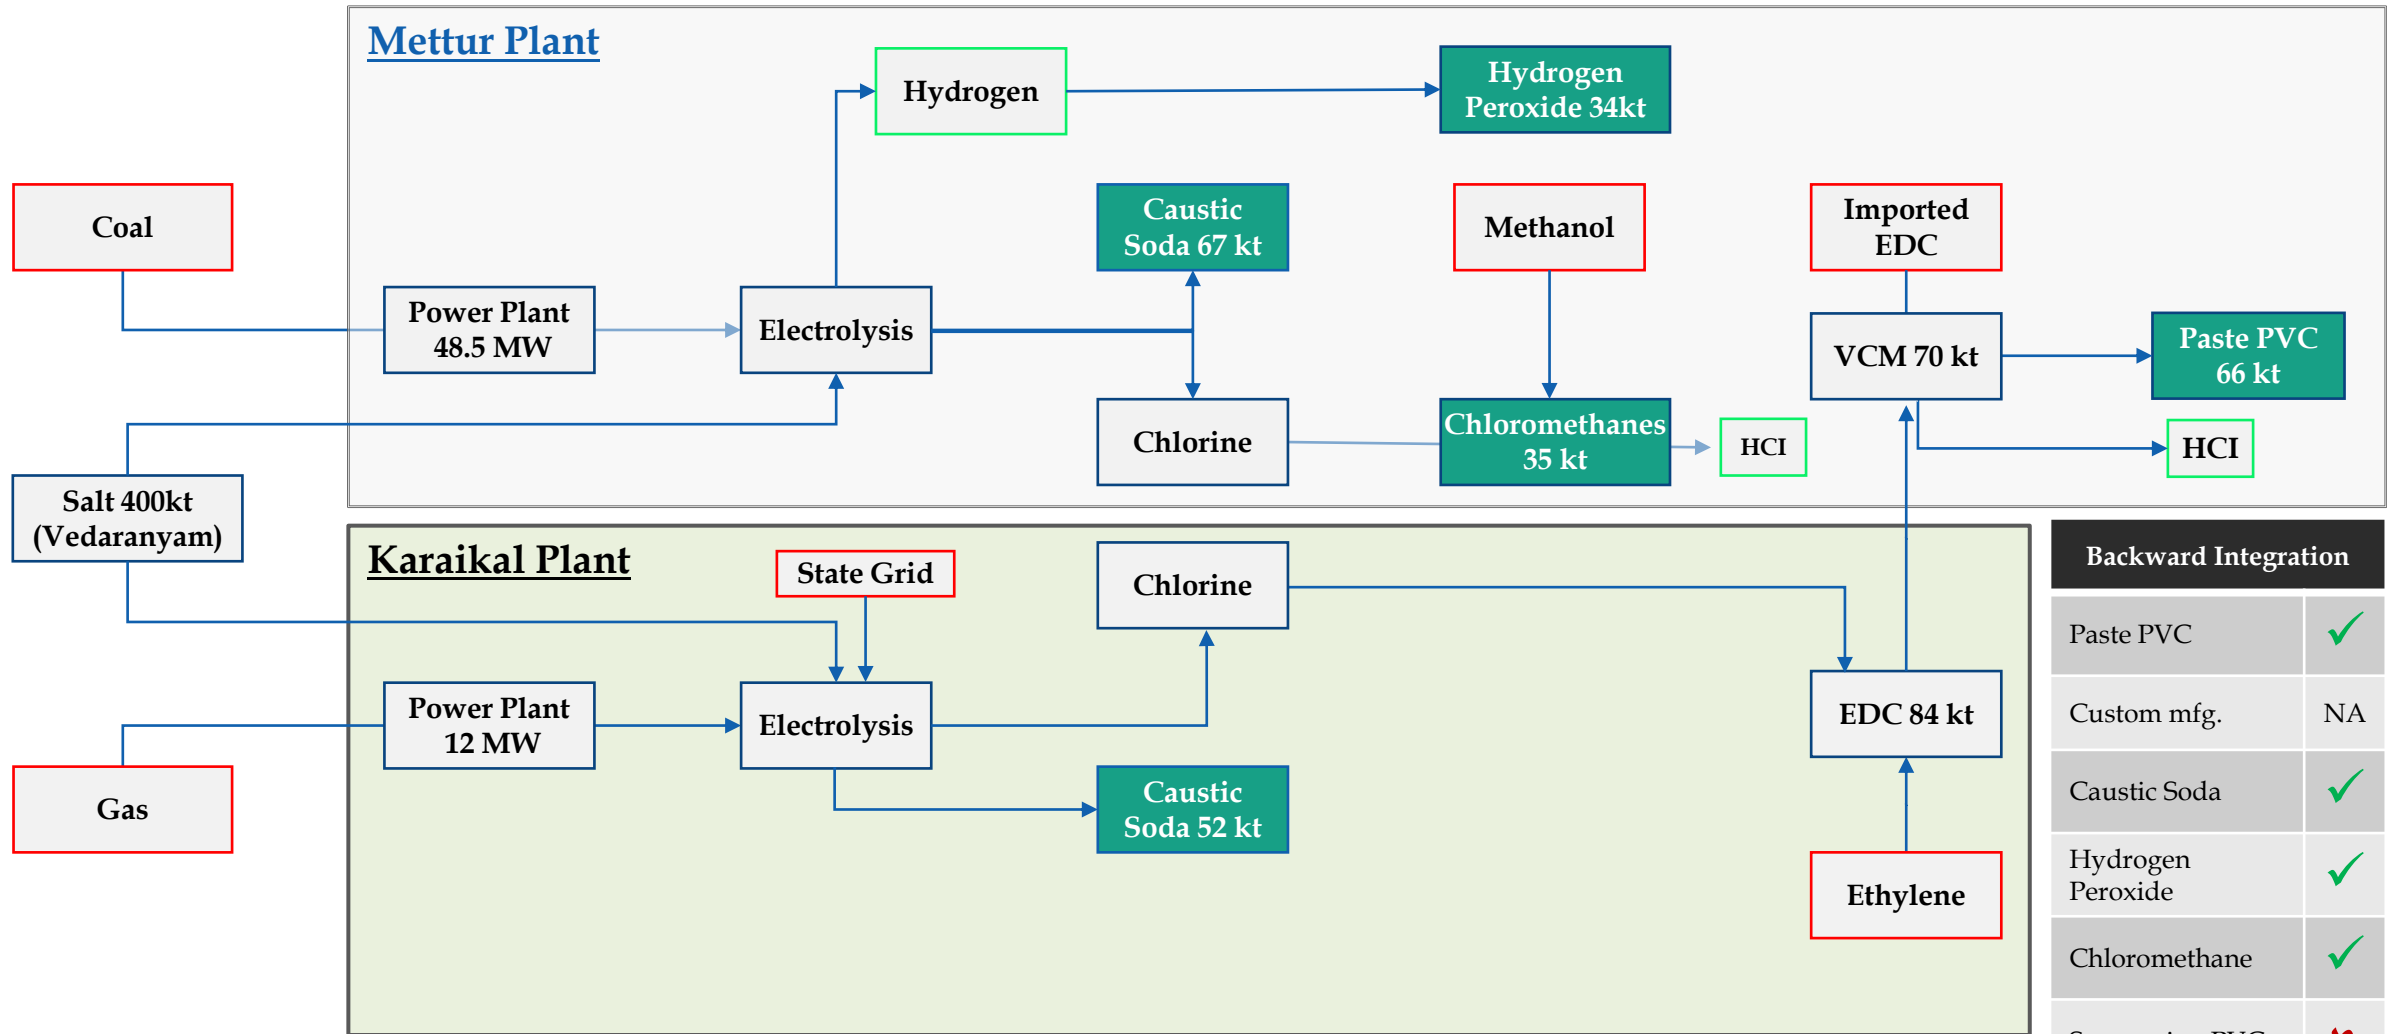 Mettur Plant
Hydrogen
Hydrogen
Peroxide 34kt
Coal
Caustic
Soda 67 kt
Methanol
Imported
EDC
Power Plant
48.5 MW
Electrolysis
VCM 70 kt
Paste PVC
66 kt
Chlorine
Chloromethanes
35 kt
HCI
HCI
Salt 400kt
(Vedaranyam)
Karaikal Plant
State Grid
Chlorine
Power Plant
12 MW
Electrolysis
EDC 84 kt
Gas
Caustic
Soda 52 kt
Ethylene
Backward Integration
Paste PVC
Custom mfg. NA
Caustic Soda
Hydrogen
Peroxide
Chloromethane
PVC